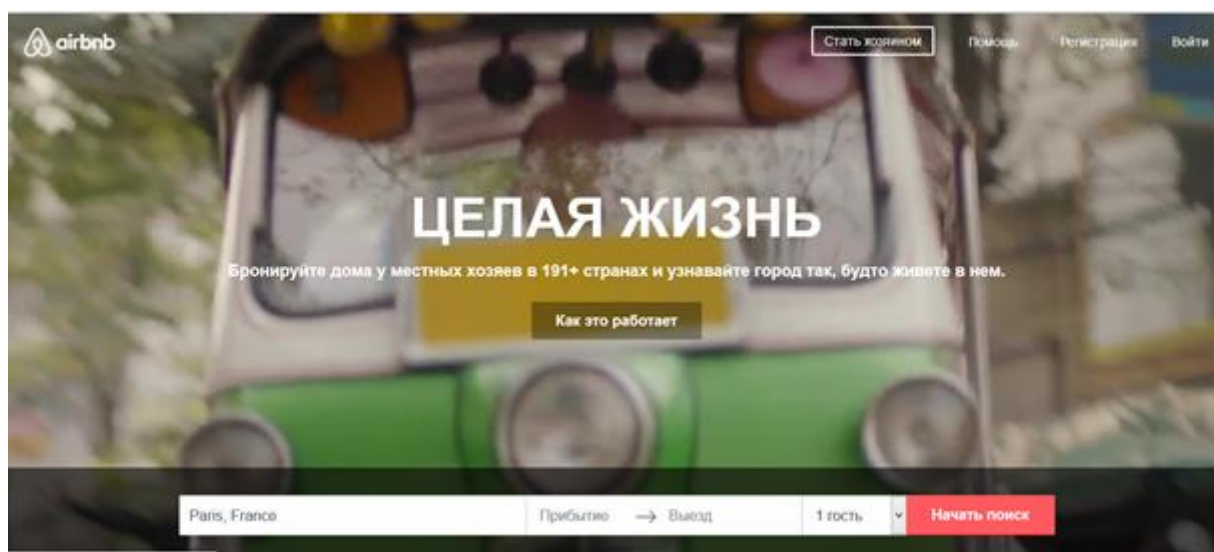 airbnb
Стать хозяином Помощь Регистрация Войти
ЦЕЛАЯ ЖИЗНЬ
Бронируйте дома у местных хозяев в 191+ странах и узнавайте город так, будто живете в нем.
Как это работает
Paris, France Прибытие → Выезд 1 гость Начать поиск